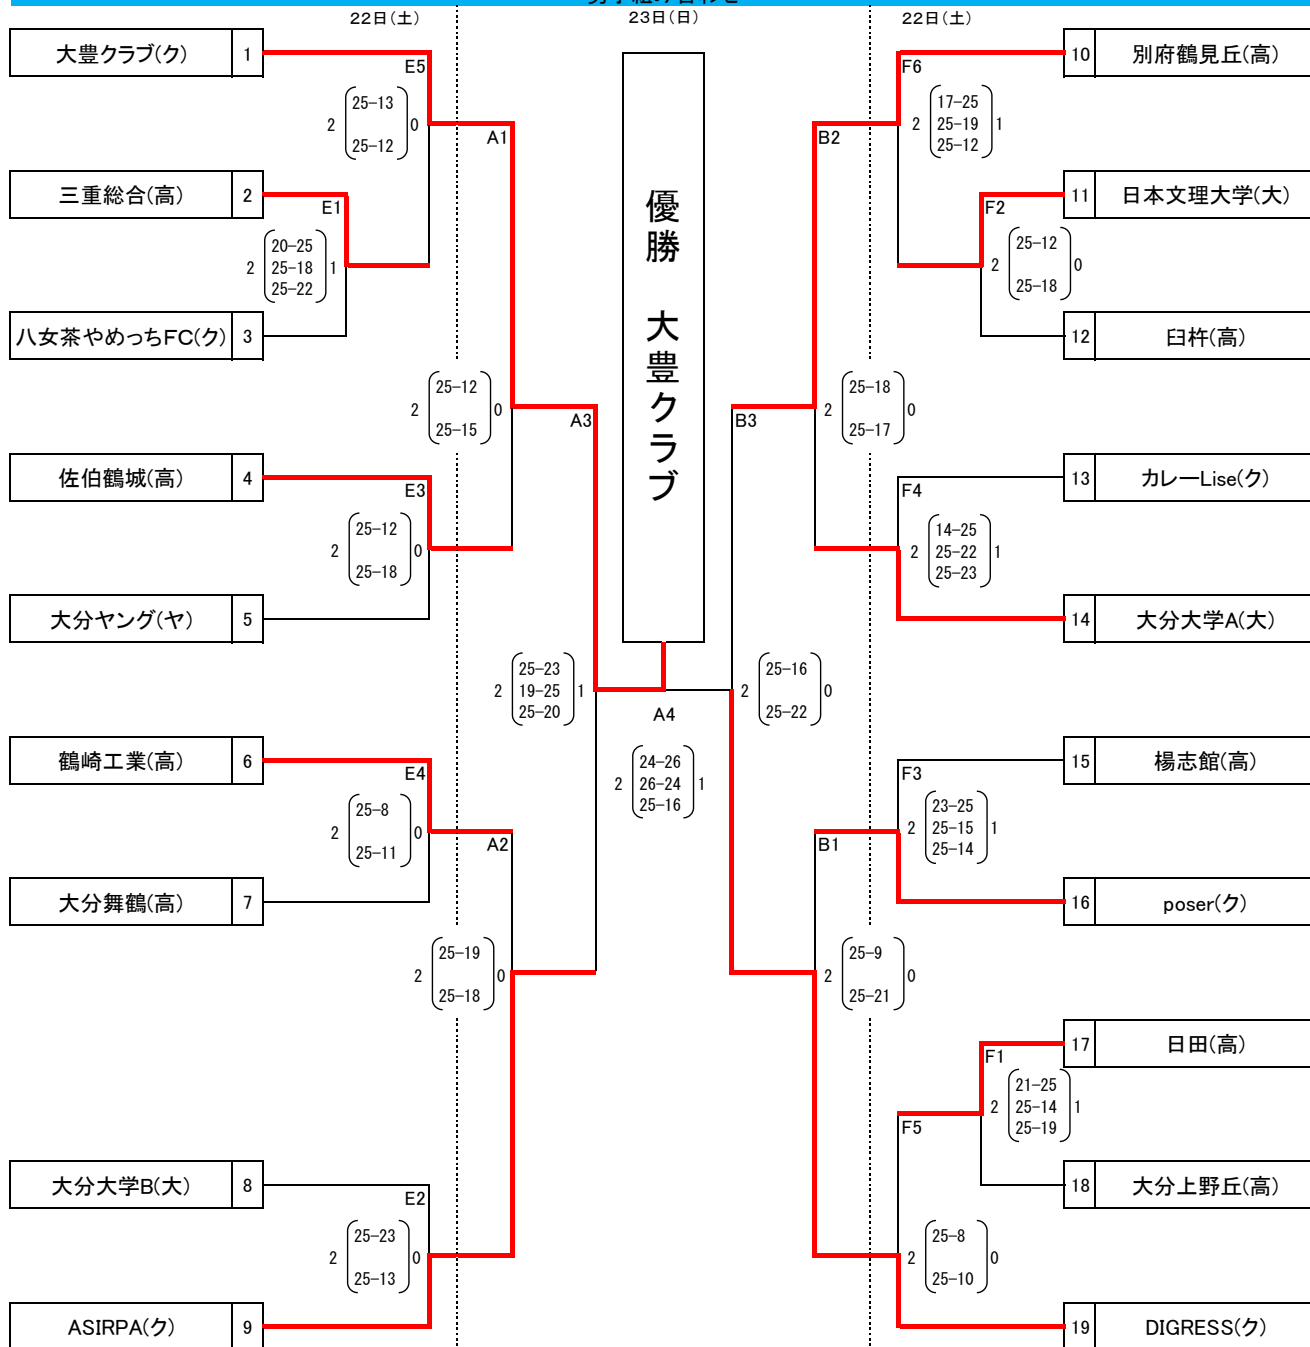 男子組み合わせ
22日(土)
23日(日)
22日(土)
大豊クラブ(ク) 1
E5
2 25-13 0
25-12
A1
三重総合(高) 2
E1
2 20-25 1
25-18
25-22
八女茶やめっちFC(ク) 3
2 25-12 0
25-15
A3
佐伯鶴城(高) 4
E3
2 25-12 0
25-18
大分ヤング(ヤ) 5
2 25-23 1
19-25
25-20
鶴崎工業(高) 6
E4
2 25-8 0
25-11
A2
大分舞鶴(高) 7
2 25-19 0
25-18
大分大学B(大) 8
E2
2 25-23 0
25-13
ASIRPA(ク) 9
優勝 大豊クラブ
A4
2 24-26 1
26-24
25-16
10 別府鶴見丘(高)
F6
2 17-25 1
25-19
25-12
B2
11 日本文理大学(大)
F2
2 25-12 0
25-18
12 臼杵(高)
2 25-18 0
25-17
B3
13 カレーLise(ク)
F4
2 14-25 1
25-22
25-23
14 大分大学A(大)
2 25-16 0
25-22
15 楊志館(高)
F3
2 23-25 1
25-15
25-14
B1
16 poser(ク)
2 25-9 0
25-21
17 日田(高)
F1
2 21-25 1
25-14
25-19
F5
18 大分上野丘(高)
2 25-8 0
25-10
19 DIGRESS(ク)